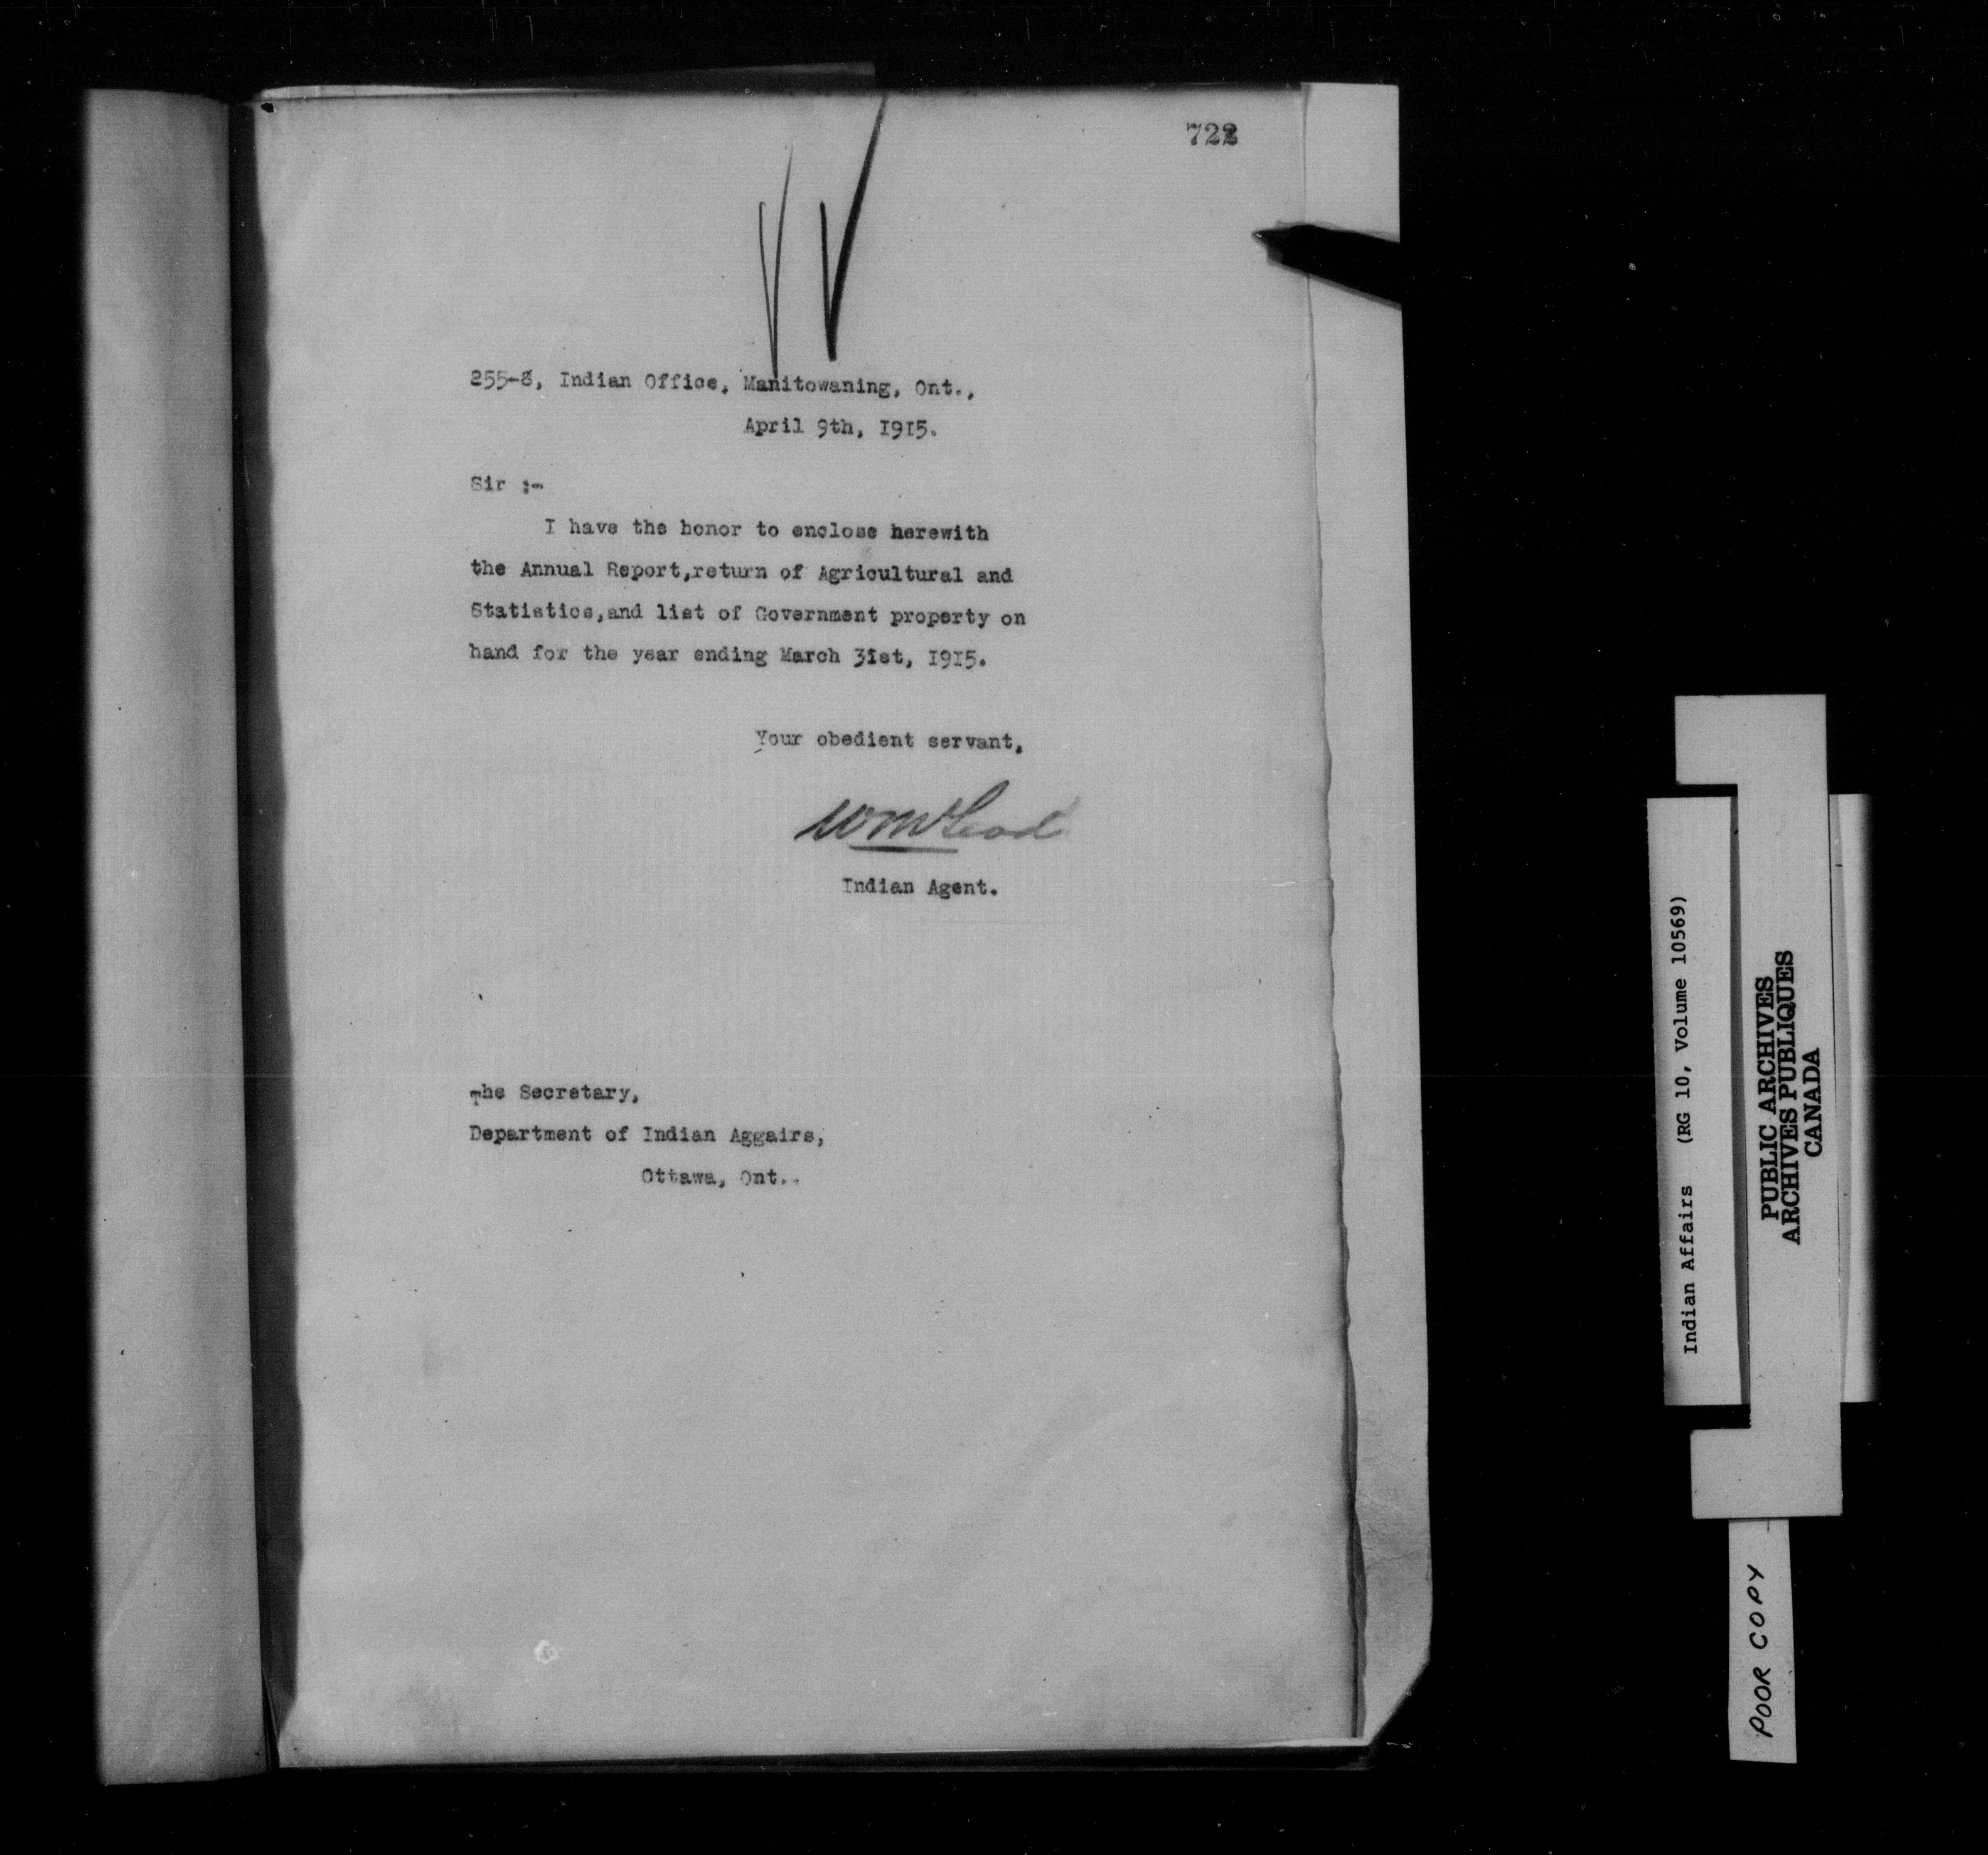 722
255-8, Indian Office, Manitowaning, Ont.,
April 9th, 1915.
Sir :-
I have the honor to enclose herewith
the Annual Report,return of Agricultural and
Statistics,and list of Government property on
hand for the year ending March 31st, 1915.
Your obedient servant,
WMcLeod
Indian Agent.
The Secretary,
Department of Indian Aggairs,
Ottawa, Ont..
Indian Affairs (RG 10, Volume 10569)
PUBLIC ARCHIVES
ARCHIVES PUBLIQUES
CANADA
POOR COPY